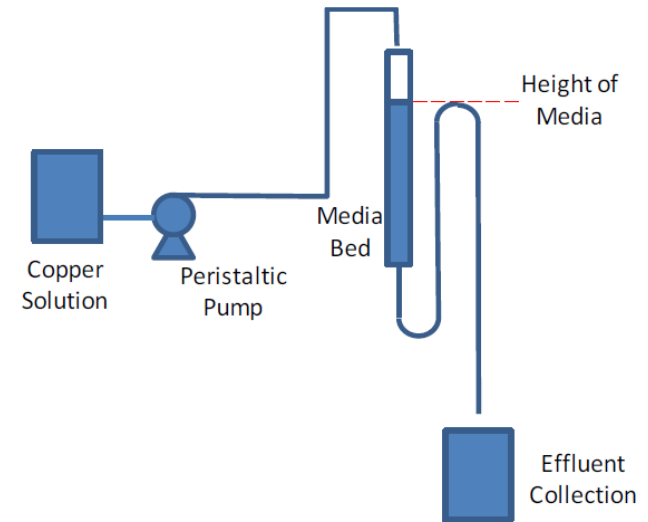 Height of
Media
Media
Bed
Copper
Solution
Peristaltic
Pump
Effluent
Collection